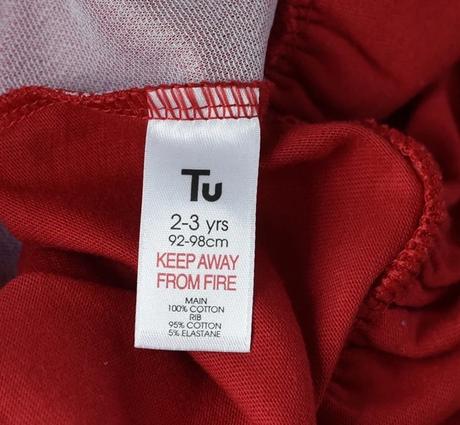 Tu
2-3 yrs
92-98cm
KEEP AWAY
FROM FIRE
MAIN
100% COTTON
RIB
95% COTTON
5% ELASTANE